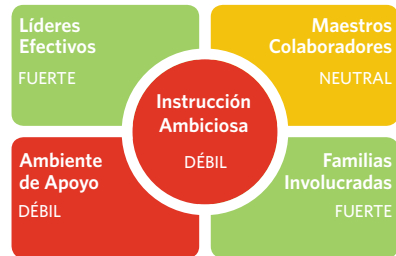 Líderes
Efectivos
FUERTE
Maestros
Colaboradores
NEUTRAL
Instrucción
Ambiciosa
DÉBIL
Ambiente
de Apoyo
DÉBIL
Familias
Involucradas
FUERTE